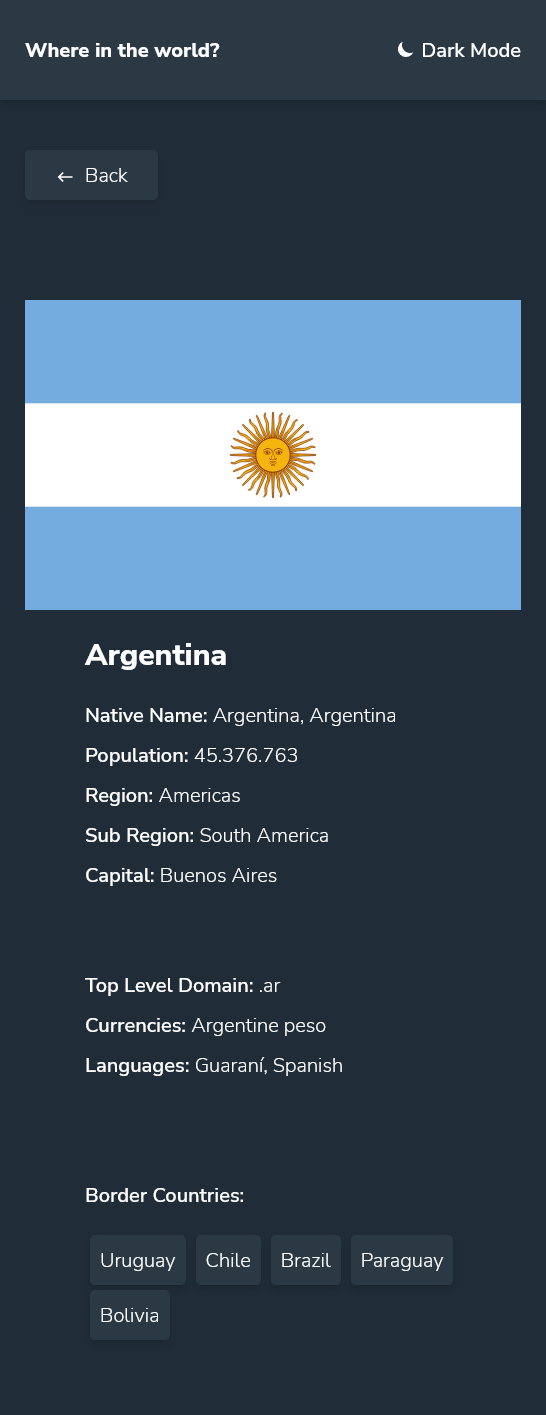 Where in the world?
Dark Mode
← Back
Argentina
Native Name: Argentina, Argentina
Population: 45.376.763
Region: Americas
Sub Region: South America
Capital: Buenos Aires
Top Level Domain: .ar
Currencies: Argentine peso
Languages: Guaraní, Spanish
Border Countries:
Uruguay Chile Brazil Paraguay
Bolivia